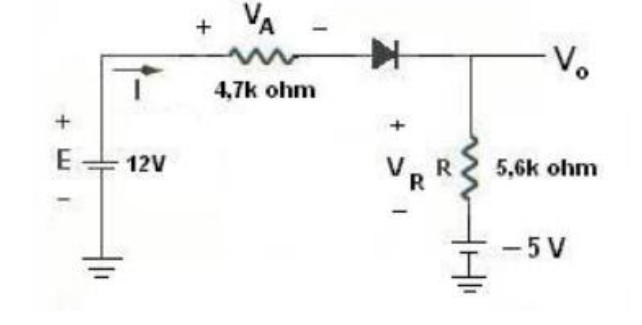 + V_A −
V_o
I
4,7k ohm
+
E
−
12V
+
V_R
−
R
5,6k ohm
− 5 V